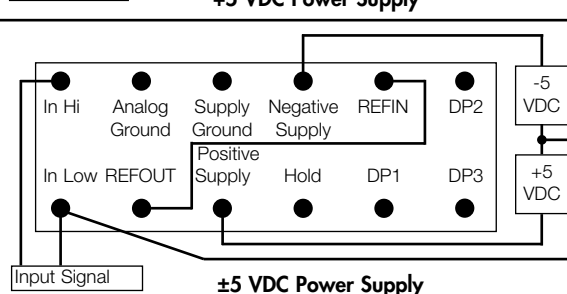 +5 VDC Power Supply
In Hi
Analog
Ground
Supply
Ground
Negative
Supply
REFIN
DP2
-5
VDC
In Low
REFOUT
Positive
Supply
Hold
DP1
DP3
+5
VDC
Input Signal
±5 VDC Power Supply